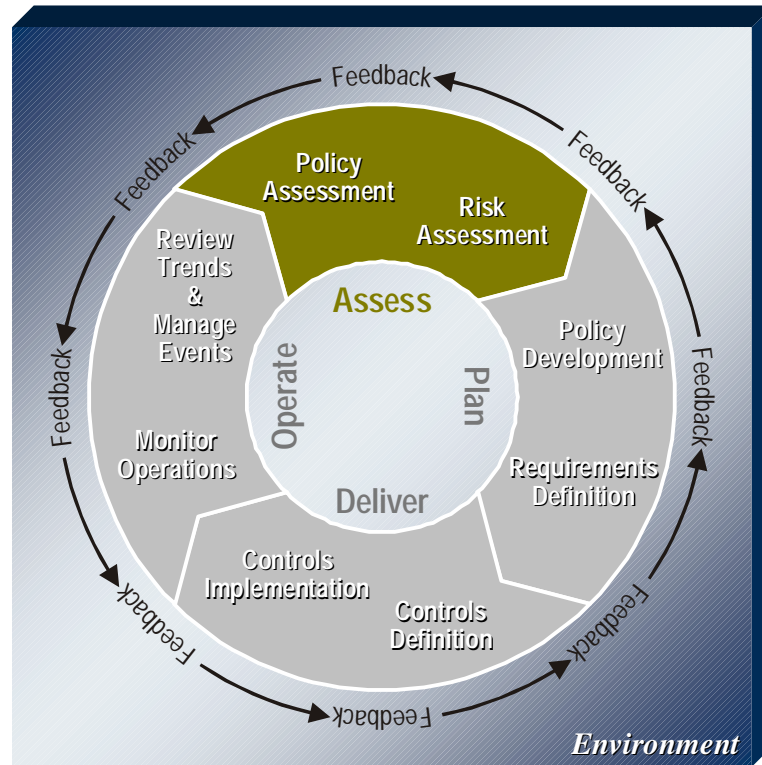 Feedback
Feedback
Feedback
Policy
Assessment
Risk
Assessment
Review
Trends
&
Manage
Events
Assess
Policy
Development
Feedback
Operate
Plan
Feedback
Monitor
Operations
Requirements
Definition
Deliver
Controls
Implementation
Controls
Definition
Feedback
Feedback
Feedback
Environment